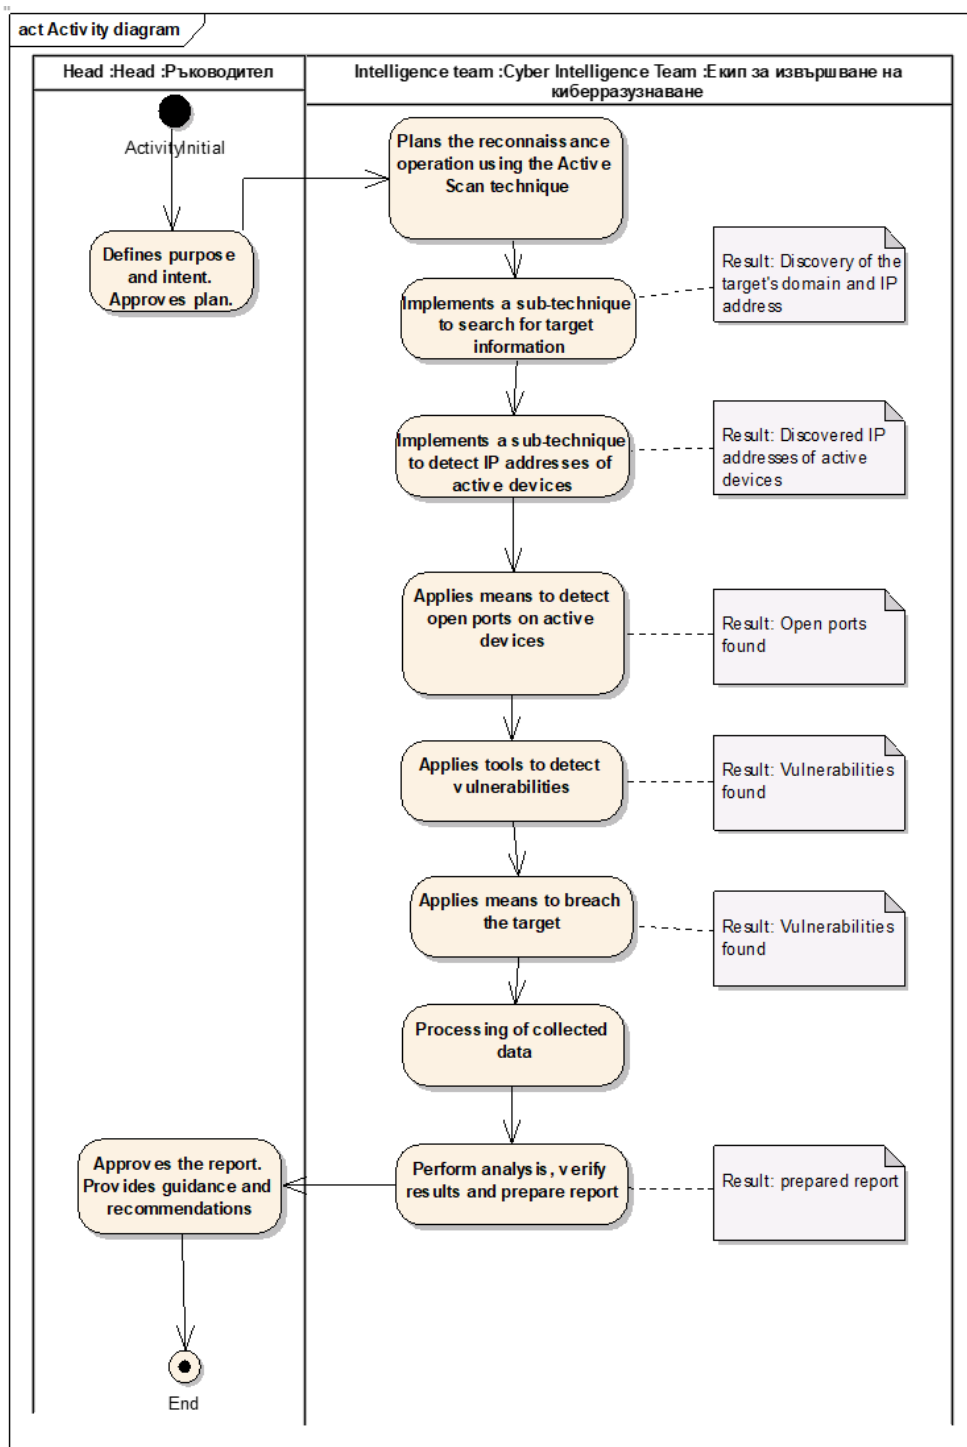 act Activity diagram
Head :Head :Ръководител
Intelligence team :Cyber Intelligence Team :Екип за извършване на
киберразузнаване
ActivityInitial
Plans the reconnaissance
operation using the Active
Scan technique
Defines purpose
and intent.
Approves plan.
Result: Discovery of the
target's domain and IP
address
Implements a sub-technique
to search for target
information
Implements a sub-technique
to detect IP addresses of
active devices
Result: Discovered IP
addresses of active
devices
Applies means to detect
open ports on active
devices
Result: Open ports
found
Applies tools to detect
vulnerabilities
Result: Vulnerabilities
found
Applies means to breach
the target
Result: Vulnerabilities
found
Processing of collected
data
Approves the report.
Provides guidance and
recommendations
Perform analysis, verify
results and prepare report
Result: prepared report
End